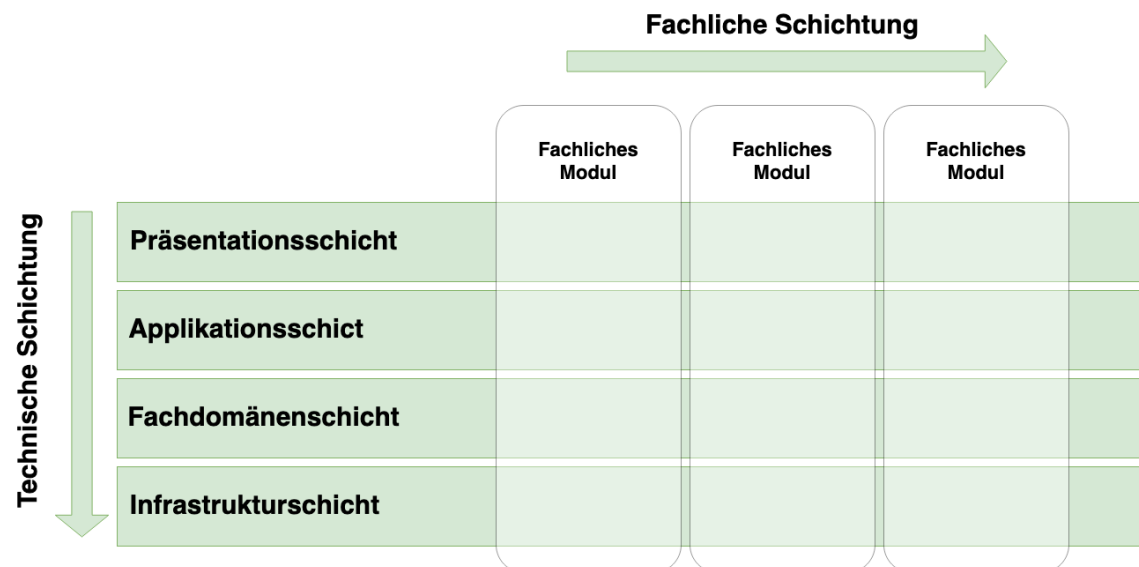 Fachliche Schichtung
Fachliches
Modul
Fachliches
Modul
Fachliches
Modul
Technische Schichtung
Präsentationsschicht
Applikationsschict
Fachdomänenschicht
Infrastrukturschicht